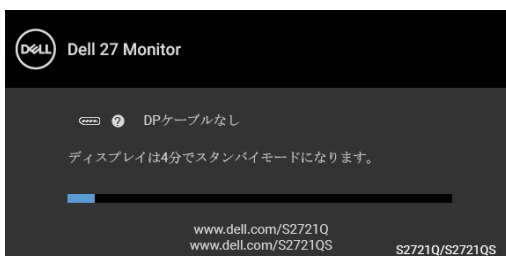 DELL Dell 27 Monitor
? DPケーブルなし
ディスプレイは4分でスタンバイモードになります。
www.dell.com/S2721Q
www.dell.com/S2721QS
S2721Q/S2721QS